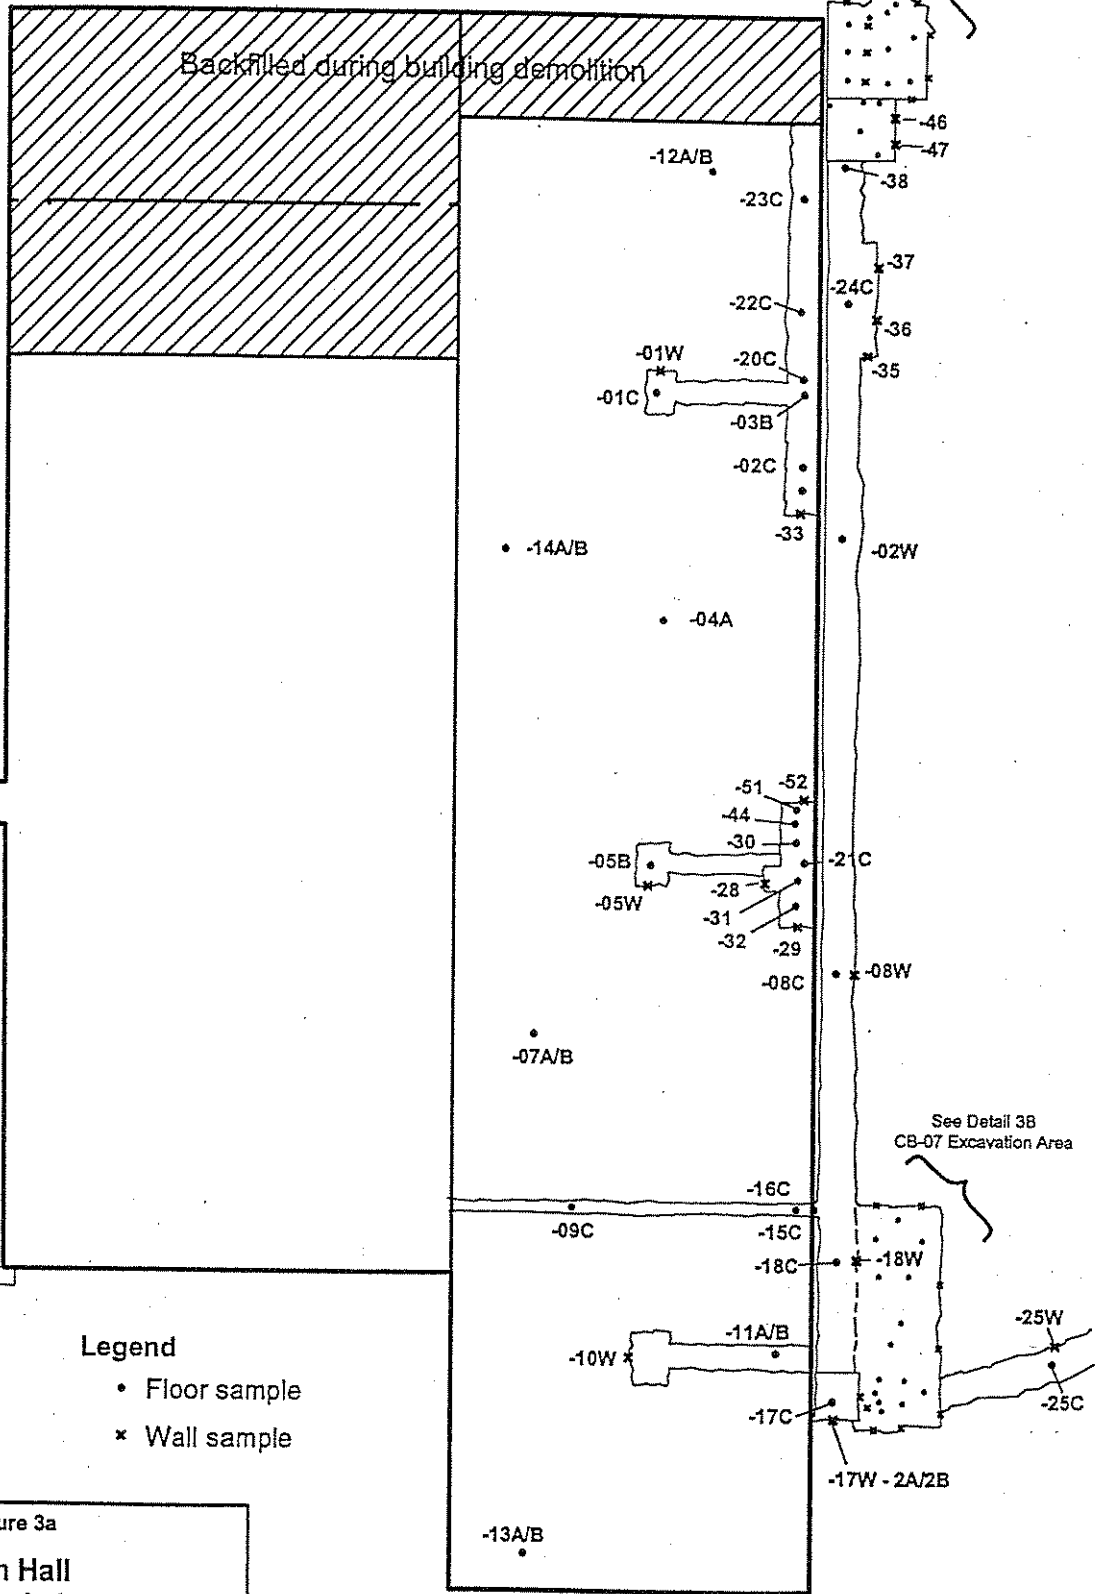 Backfilled during building demolition
-46
-47
-12A/B
-38
-23C
-37
-24C
-22C
-36
-01W
-20C
-35
-01C
-03B
-02C
-33
-14A/B
-02W
-04A
-52
-51
-44
-30
-05B
-21C
-28
-05W
-31
-32
-29
-08C
-08W
-07A/B
See Detail 3B
CB-07 Excavation Area
-16C
-09C
-15C
-18C
-18W
-25W
-11A/B
-10W
-25C
-17C
-17W - 2A/2B
Legend
Floor sample
Wall sample
ure 3a
-13A/B
Hall